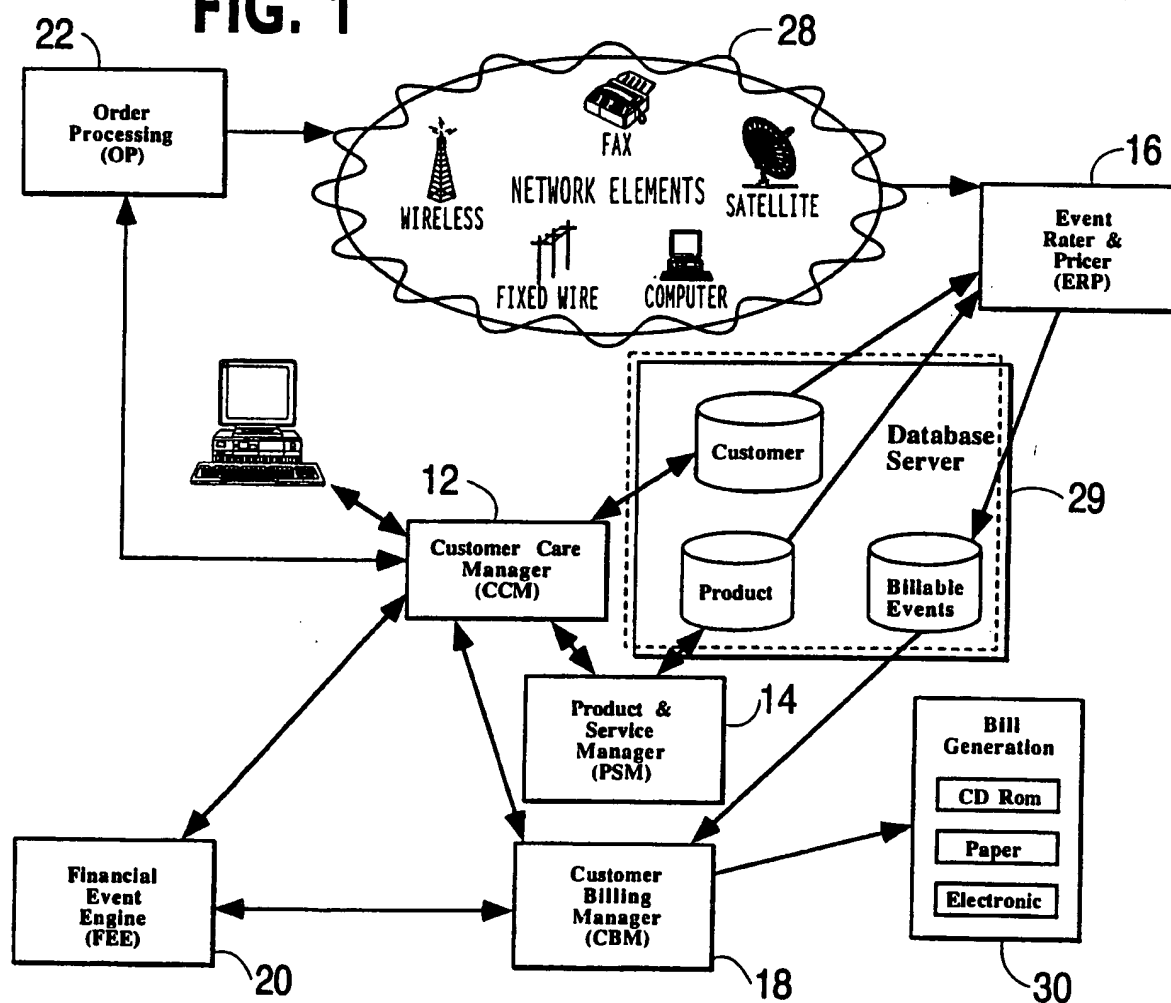 FIG. 1
22
28
Order
Processing
(OP)
FAX
WIRELESS
NETWORK ELEMENTS
SATELLITE
FIXED WIRE
COMPUTER
16
Event
Rater &
Pricer
(ERP)
Customer
Database
Server
29
12
Customer Care
Manager
(CCM)
Product
Billable
Events
Product &
Service
Manager
(PSM)
14
Bill
Generation
CD Rom
Paper
Electronic
30
Financial
Event
Engine
(FEE)
20
Customer
Billing
Manager
(CBM)
18